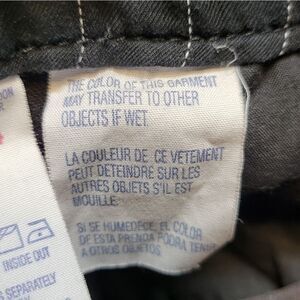 THE COLOR OF THIS GARMENT
MAY TRANSFER TO OTHER
OBJECTS IF WET
LA COULEUR DE CE VETEMENT
PEUT DETEINDRE SUR LES
AUTRES OBJETS S'IL EST
MOUILLE.
SI SE HUMEDECE, EL COLOR
DE ESTA PRENDA PODRA TENIR
A OTROS OBJETOS
INSIDE OUT
SEPARATELY